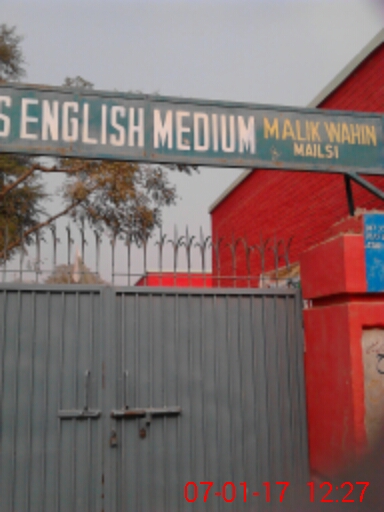 S ENGLISH MEDIUM MALIK WAHIN
MAILSI
07-01-17 12:27